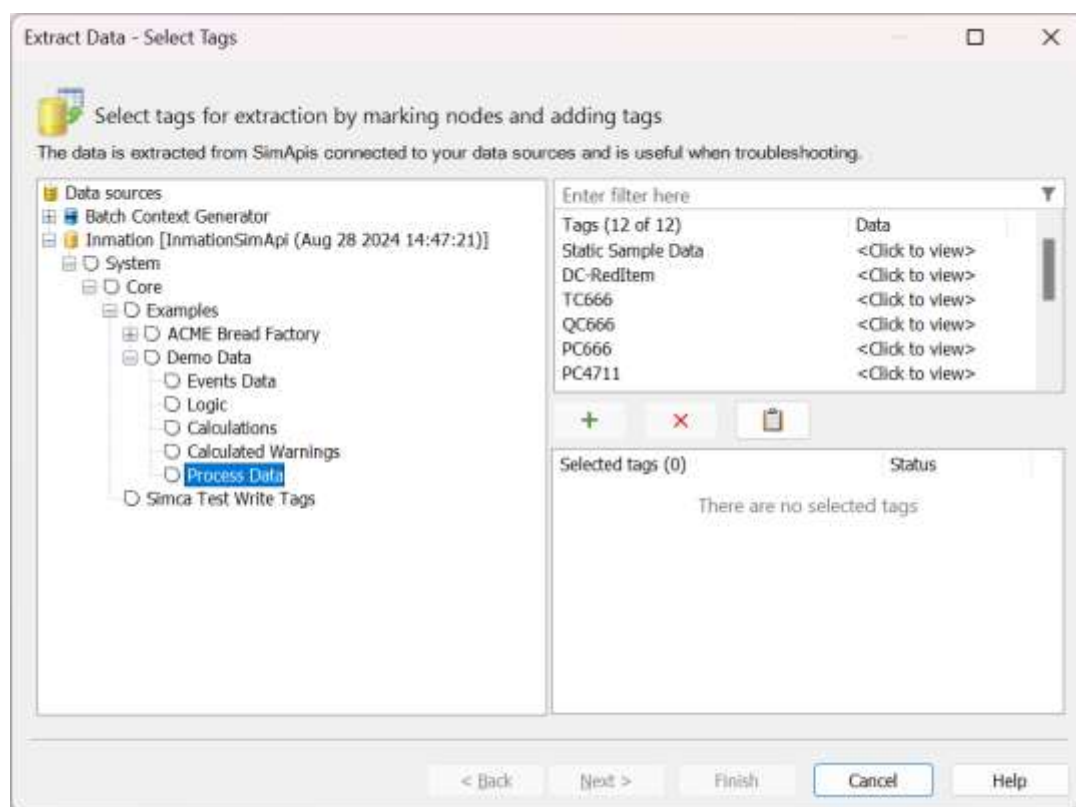 Extract Data - Select Tags
Select tags for extraction by marking nodes and adding tags
The data is extracted from SimApis connected to your data sources and is useful when troubleshooting.
Data sources
Batch Context Generator
Inmation [InmationSimApi (Aug 28 2024 14:47:21)]
System
Core
Examples
ACME Bread Factory
Demo Data
Events Data
Logic
Calculations
Calculated Warnings
Process Data
Simca Test Write Tags
Enter filter here
Tags (12 of 12) Data
Static Sample Data <Click to view>
DC-RedItem <Click to view>
TC666 <Click to view>
QC666 <Click to view>
PC666 <Click to view>
PC4711 <Click to view>
Selected tags (0) Status
There are no selected tags
< Back Next > Finish Cancel Help